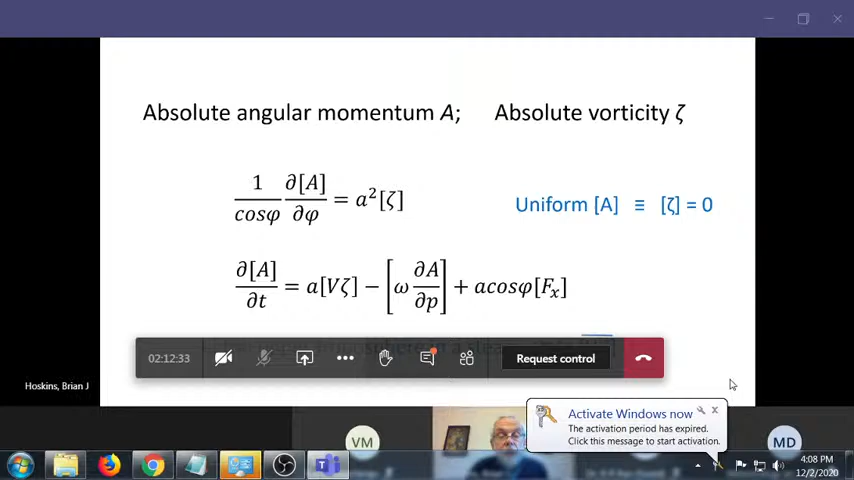 Absolute angular momentum A; Absolute vorticity ζ
1/cosφ ∂[A]/∂φ = a²[ζ]
Uniform [A] ≡ [ζ] = 0
∂[A]/∂t = a[Vζ] − [ω ∂A/∂p] + acosφ[Fₓ]
02:12:33
Request control
Hoskins, Brian J
VM
MD
Activate Windows now
The activation period has expired.
Click this message to start activation.
4:08 PM
12/2/2020